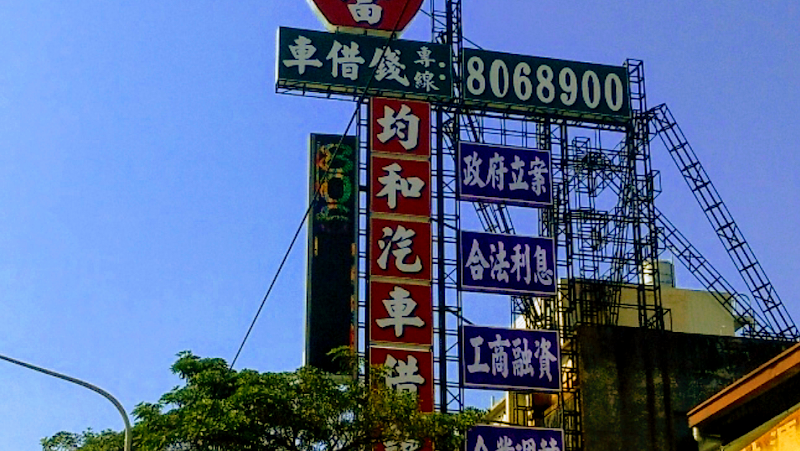 當
車借錢專線:
8068900
均和汽車借
政府立案
合法利息
工商融資